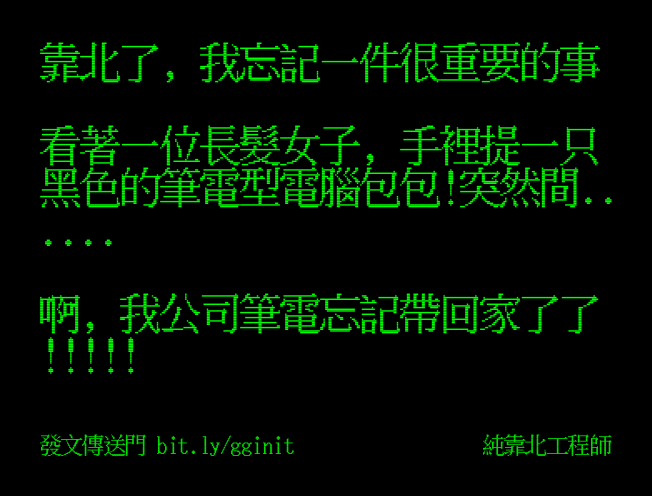 靠北了, 我忘記一件很重要的事
看著一位長髮女子, 手裡提一只
黑色的筆電型電腦包包!突然間..
....
啊, 我公司筆電忘記帶回家了了
!!!!!
發文傳送門 bit.ly/gginit
純靠北工程師